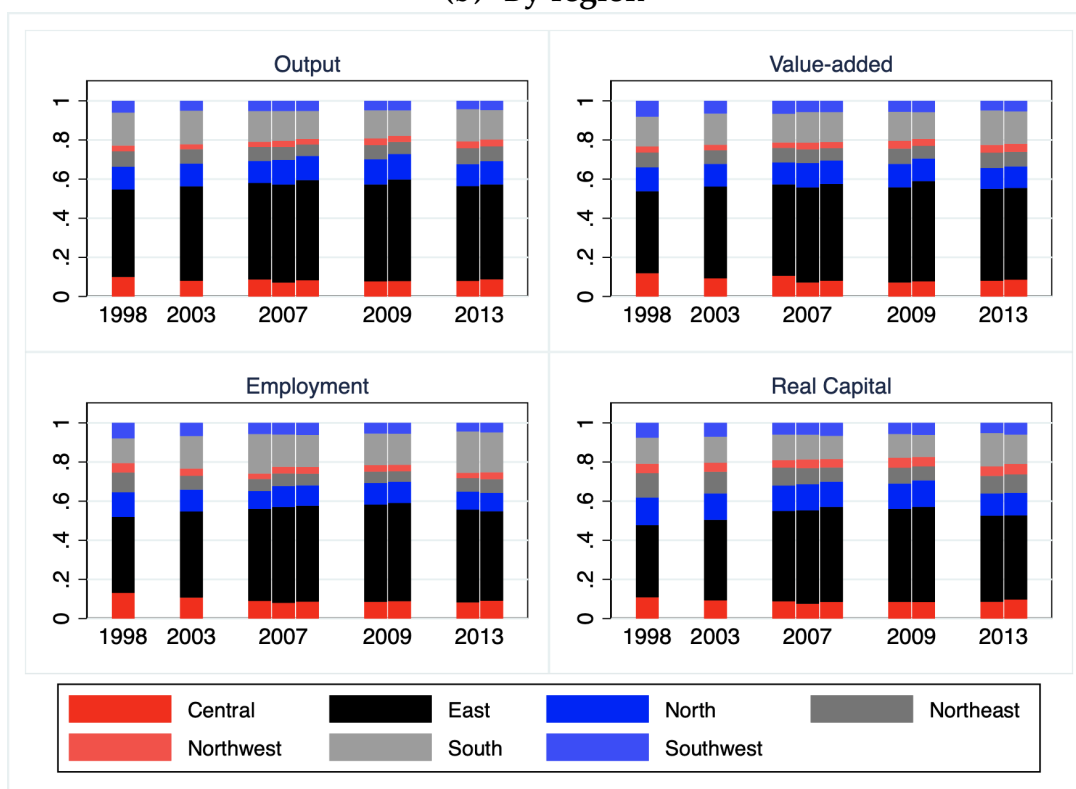 (b) By region
Output
Value-added
0 .2 .4 .6 .8 1
1998 2003 2007 2009 2013
0 .2 .4 .6 .8 1
1998 2003 2007 2009 2013
Employment
Real Capital
0 .2 .4 .6 .8 1
1998 2003 2007 2009 2013
0 .2 .4 .6 .8 1
1998 2003 2007 2009 2013
Central East North Northeast
Northwest South Southwest